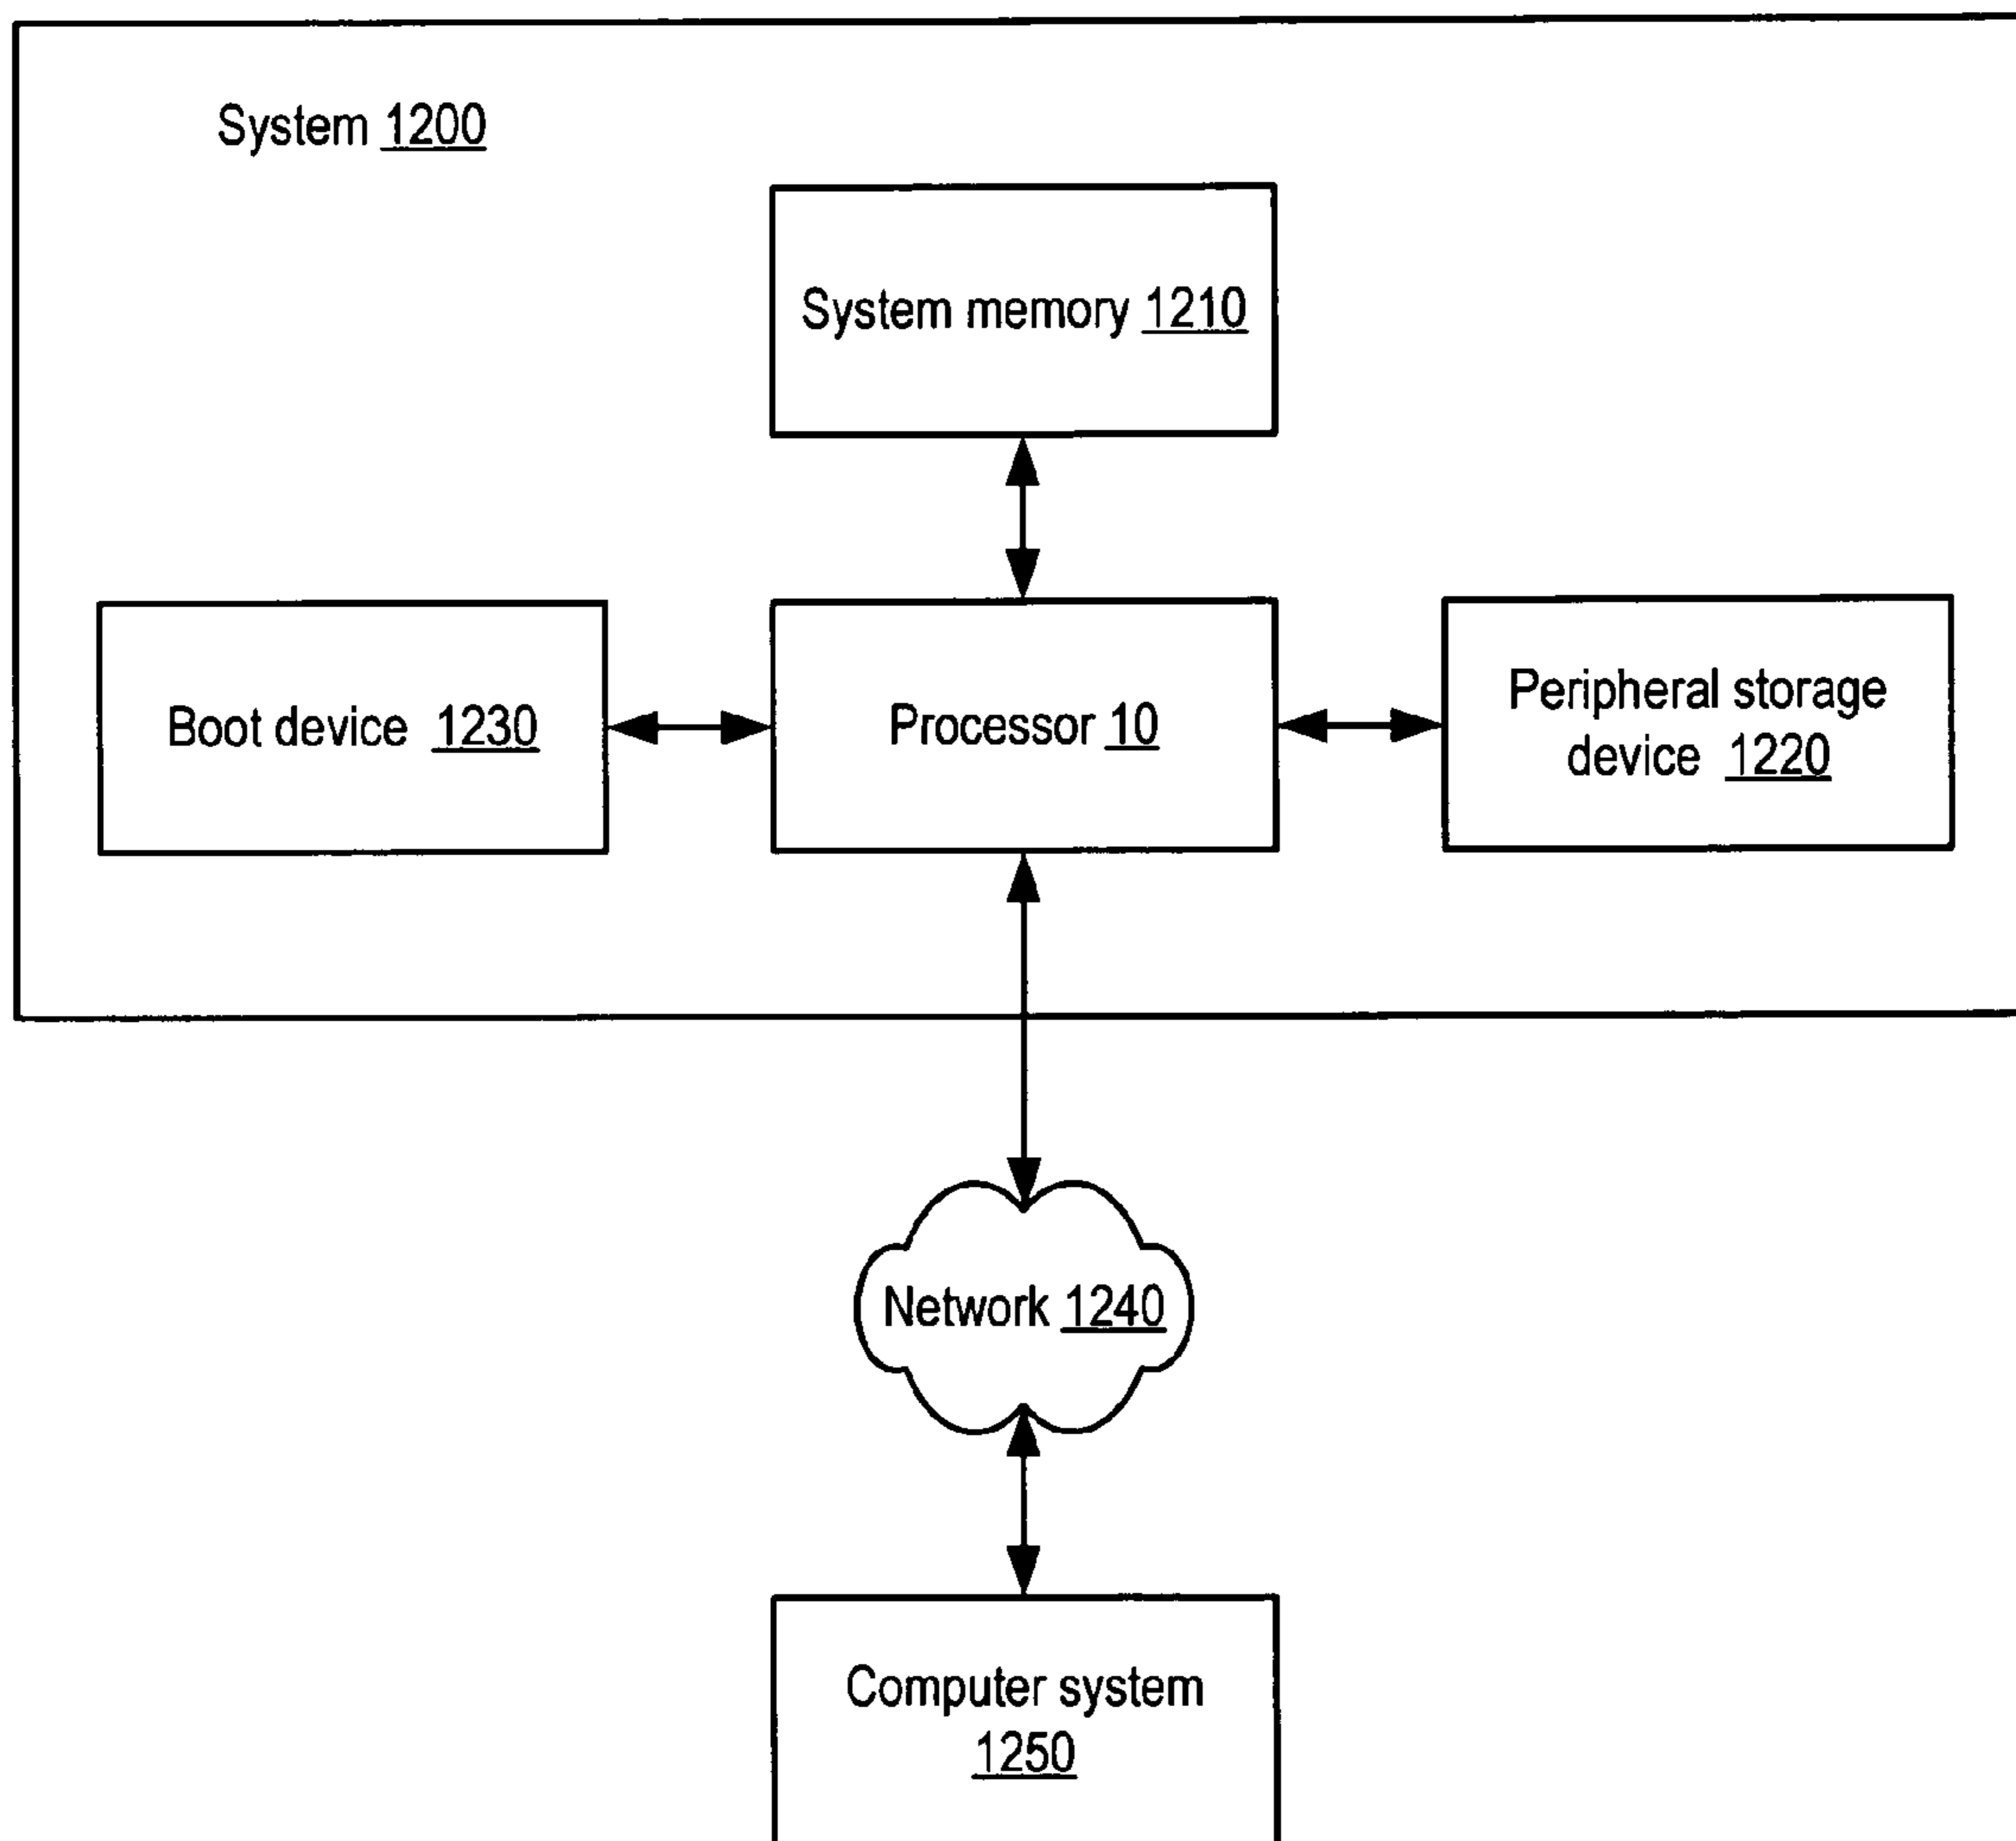 System 1200
System memory 1210
Boot device 1230
Processor 10
Peripheral storage
device 1220
Network 1240
Computer system
1250